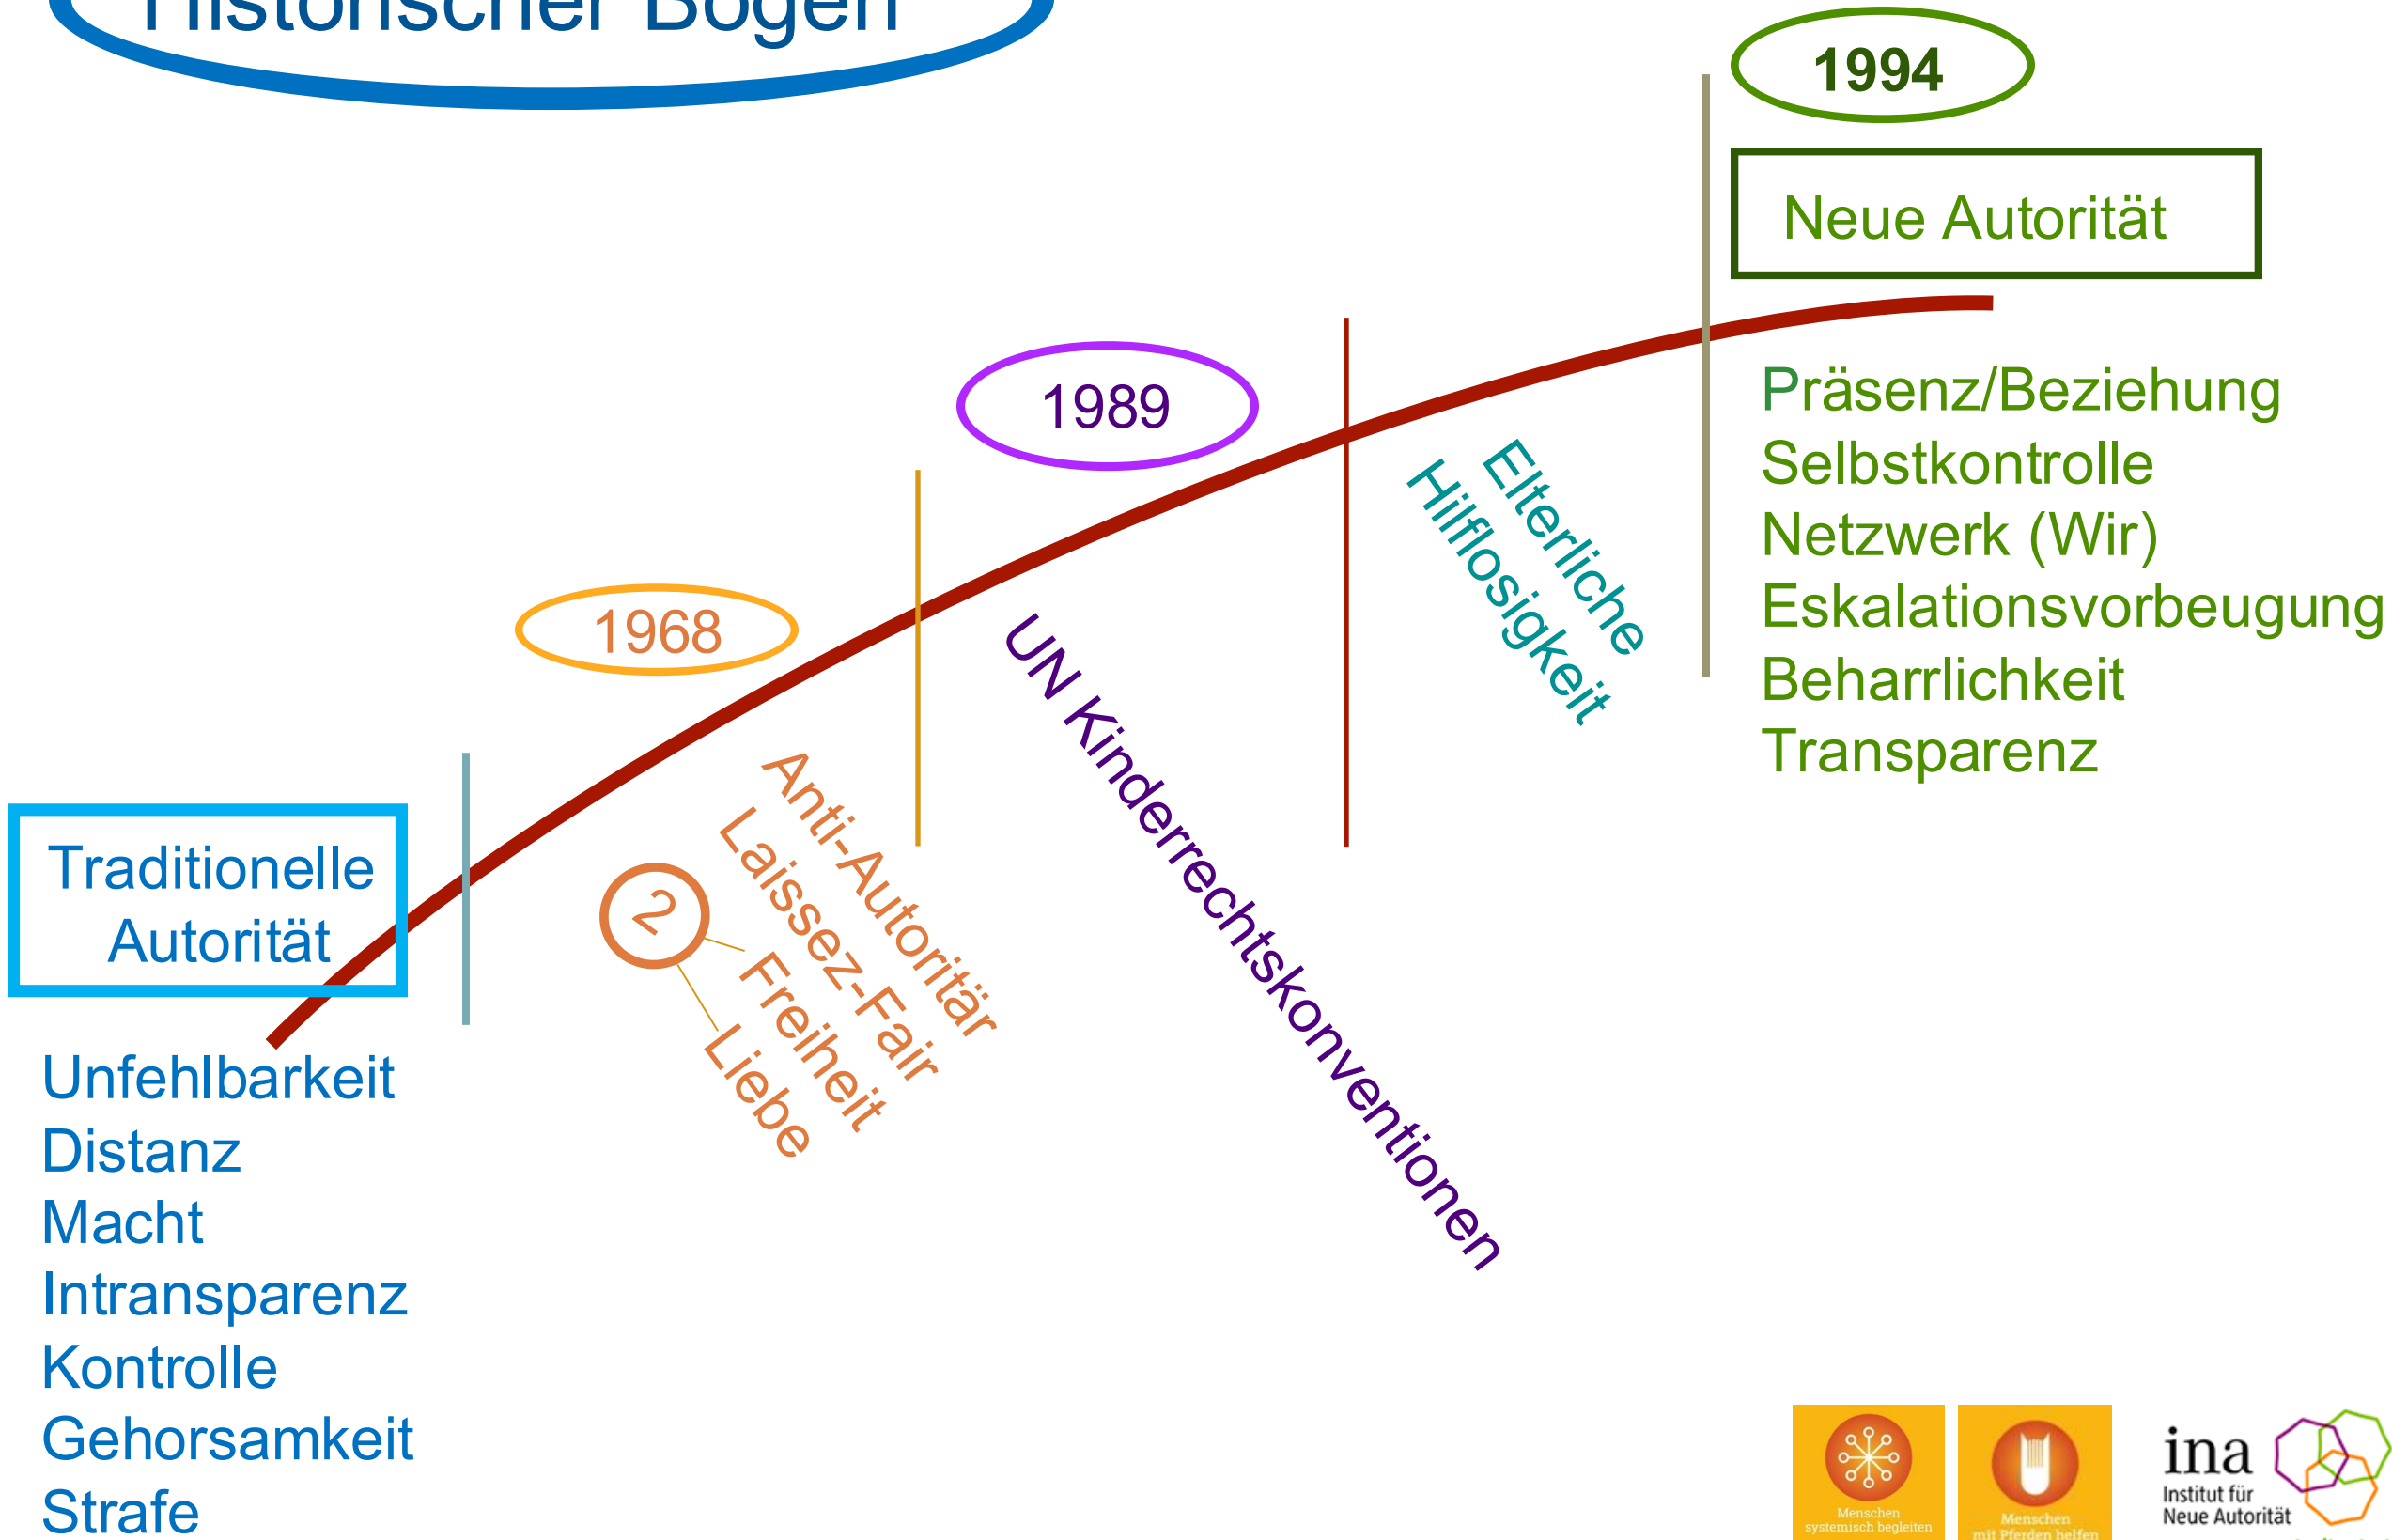 Historischer Bogen
1994
Neue Autorität
Präsenz/Beziehung
Selbstkontrolle
Netzwerk (Wir)
Eskalationsvorbeugung
Beharrlichkeit
Transparenz
1989
Elterliche
Hilflosigkeit
UN Kinderrechtskonventionen
1968
Anti-Autoritär
Laissez-Fair
2
Freiheit
Liebe
Traditionelle
Autorität
Unfehlbarkeit
Distanz
Macht
Intransparenz
Kontrolle
Gehorsamkeit
Strafe
Menschen
systemisch begleiten
Menschen
mit Pferden helfen
ina
Institut für
Neue Autorität